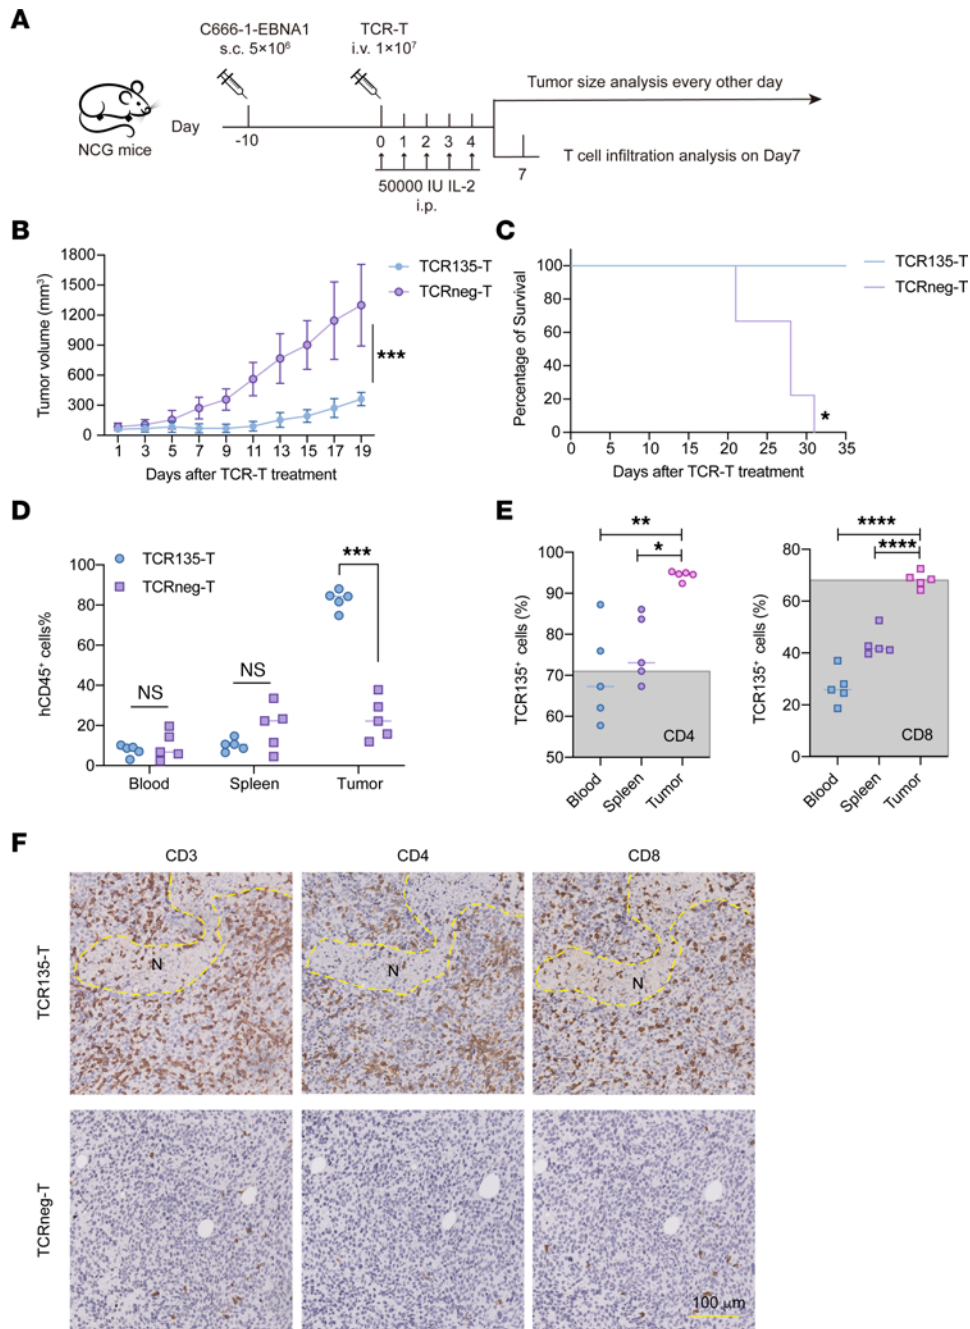 A
C666-1-EBNA1
s.c. 5×10⁶
TCR-T
i.v. 1×10⁷
Tumor size analysis every other day
Day
-10
0 1 2 3 4
7
T cell infiltration analysis on Day7
NCG mice
50000 IU IL-2
i.p.
B
Tumor volume (mm³)
1800
1500
1200
900
600
300
0
1 3 5 7 9 11 13 15 17 19
Days after TCR-T treatment
TCR135-T
TCRneg-T
***
C
Percentage of Survival
100
80
60
40
20
0
0 5 10 15 20 25 30 35
Days after TCR-T treatment
TCR135-T
TCRneg-T
*
D
hCD45⁺ cells%
100
80
60
40
20
0
TCR135-T
TCRneg-T
NS
NS
***
Blood Spleen Tumor
E
TCR135⁺ cells (%)
100
90
80
70
60
50
**
*
CD4
Blood
Spleen
Tumor
TCR135⁺ cells (%)
80
60
40
20
0
****
****
CD8
Blood
Spleen
Tumor
F
CD3 CD4 CD8
TCR135-T
N N N
TCRneg-T
100 μm